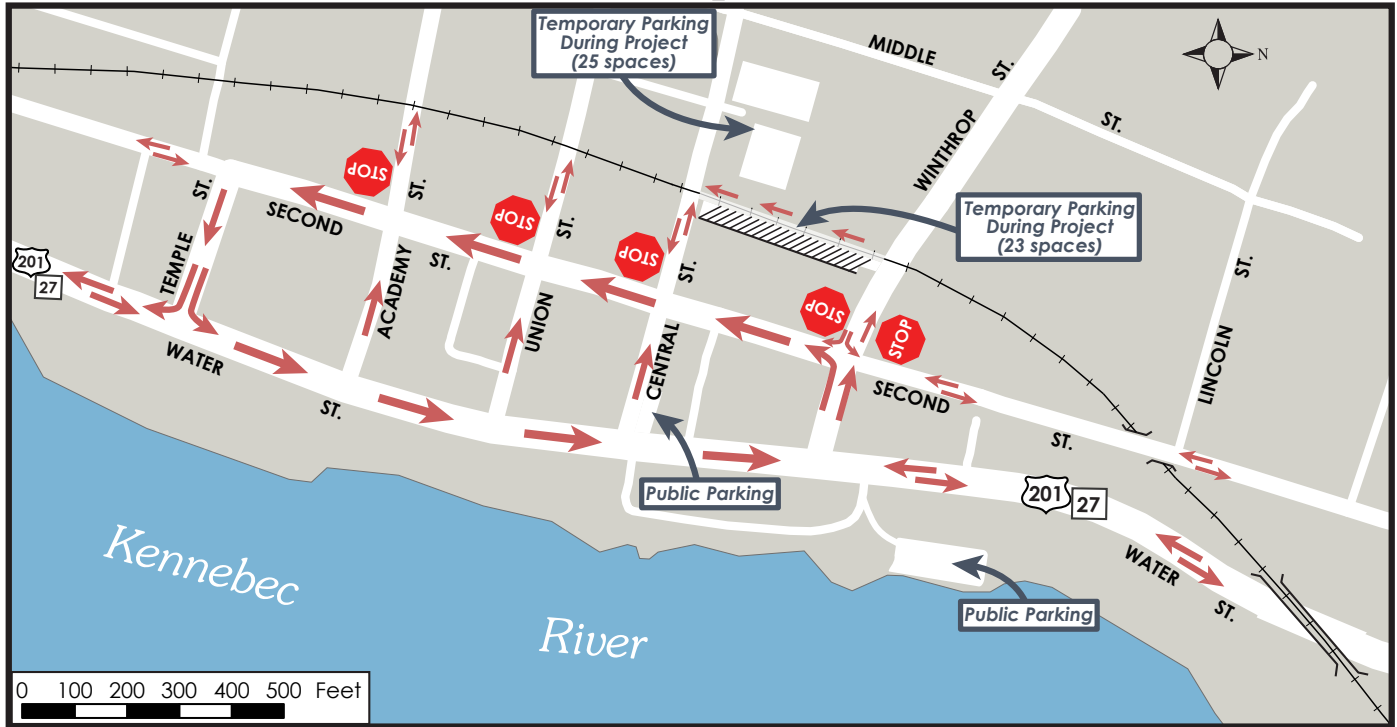 Temporary Parking
During Project
(25 spaces)
MIDDLE
ST.
N
ST.
WINTHROP
ST.
STOP
ST.
ST.
SECOND
STOP
ST.
Temporary Parking
During Project
(23 spaces)
201
27
TEMPLE
ACADEMY
ST.
STOP
ST.
UNION
STOP
STOP
CENTRAL
SECOND
ST.
LINCOLN
ST.
WATER
ST.
Public Parking
201
27
WATER
ST.
Public Parking
Kennebec
River
0 100 200 300 400 500 Feet